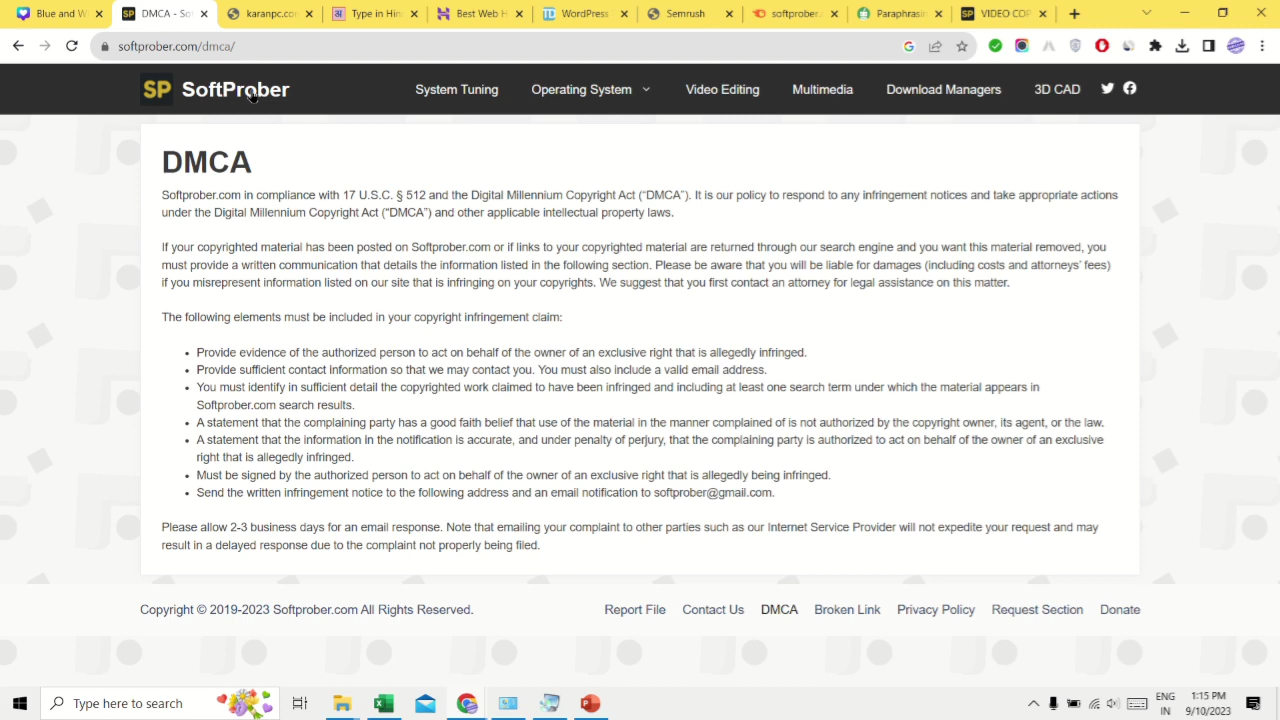 Blue and W
DMCA - So
karanpc.co
Type in Hin
Best Web H
WordPress
Semrush
softprober.
Paraphrasin
VIDEO COP
softprober.com/dmca/
SP SoftProber
System Tuning
Operating System
Video Editing
Multimedia
Download Managers
3D CAD
DMCA
Softprober.com in compliance with 17 U.S.C. § 512 and the Digital Millennium Copyright Act (“DMCA”). It is our policy to respond to any infringement notices and take appropriate actions
under the Digital Millennium Copyright Act (“DMCA”) and other applicable intellectual property laws.
If your copyrighted material has been posted on Softprober.com or if links to your copyrighted material are returned through our search engine and you want this material removed, you
must provide a written communication that details the information listed in the following section. Please be aware that you will be liable for damages (including costs and attorneys’ fees)
if you misrepresent information listed on our site that is infringing on your copyrights. We suggest that you first contact an attorney for legal assistance on this matter.
The following elements must be included in your copyright infringement claim:
• Provide evidence of the authorized person to act on behalf of the owner of an exclusive right that is allegedly infringed.
• Provide sufficient contact information so that we may contact you. You must also include a valid email address.
• You must identify in sufficient detail the copyrighted work claimed to have been infringed and including at least one search term under which the material appears in
Softprober.com search results.
• A statement that the complaining party has a good faith belief that use of the material in the manner complained of is not authorized by the copyright owner, its agent, or the law.
• A statement that the information in the notification is accurate, and under penalty of perjury, that the complaining party is authorized to act on behalf of the owner of an exclusive
right that is allegedly infringed.
• Must be signed by the authorized person to act on behalf of the owner of an exclusive right that is allegedly being infringed.
• Send the written infringement notice to the following address and an email notification to softprober@gmail.com.
Please allow 2-3 business days for an email response. Note that emailing your complaint to other parties such as our Internet Service Provider will not expedite your request and may
result in a delayed response due to the complaint not properly being filed.
Copyright © 2019-2023 Softprober.com All Rights Reserved.
Report File
Contact Us
DMCA
Broken Link
Privacy Policy
Request Section
Donate
Type here to search
ENG
IN
1:15 PM
9/10/2023